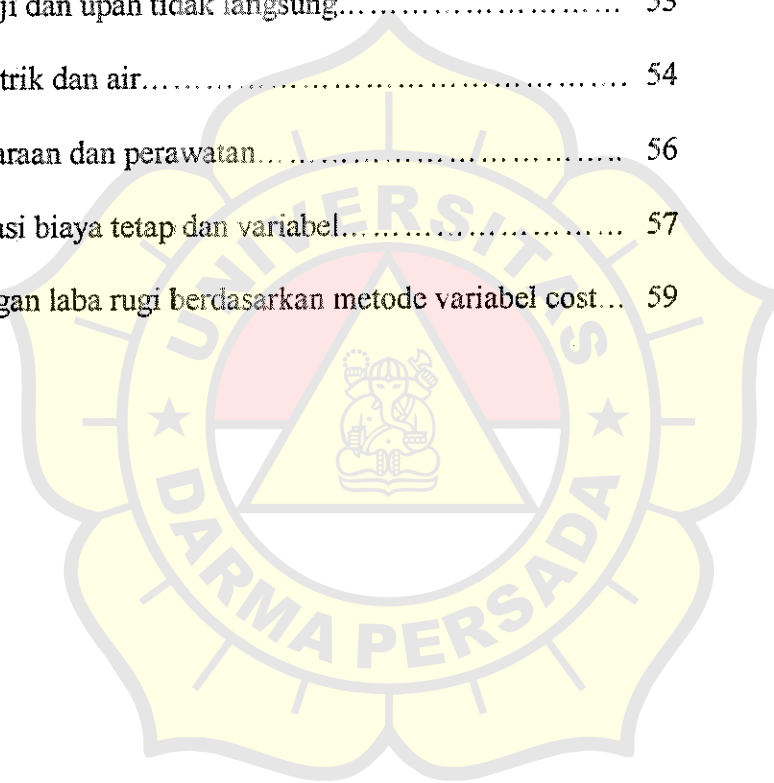 ji dan upah tidak langsung........................... 53
trik dan air.................................................. 54
araan dan perawatan...................................... 56
asi biaya tetap dan variabel............................ 57
gan laba rugi berdasarkan metode variabel cost... 59
UNIVERSITAS
DARMA PERSADA